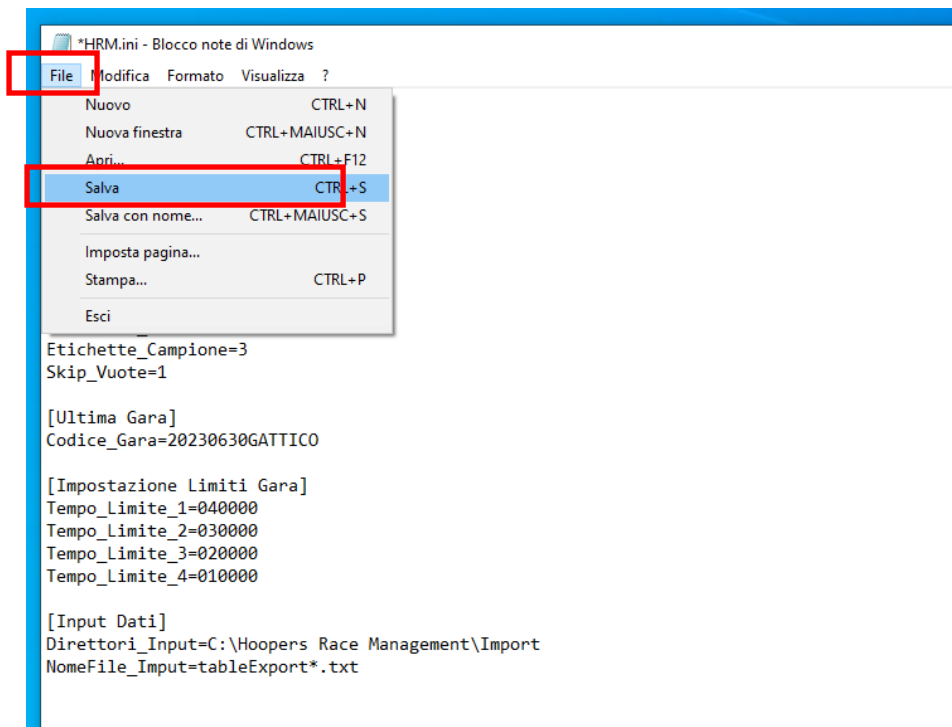 *HRM.ini - Blocco note di Windows
File Modifica Formato Visualizza ?
Nuovo CTRL+N
Nuova finestra CTRL+MAIUSC+N
Apri... CTRL+F12
Salva CTRL+S
Salva con nome... CTRL+MAIUSC+S
Imposta pagina...
Stampa... CTRL+P
Esci
Etichette_Campione=3
Skip_Vuote=1
[Ultima Gara]
Codice_Gara=20230630GATTICO
[Impostazione Limiti Gara]
Tempo_Limite_1=040000
Tempo_Limite_2=030000
Tempo_Limite_3=020000
Tempo_Limite_4=010000
[Input Dati]
Direttori_Input=C:\Hoopers Race Management\Import
NomeFile_Imput=tableExport*.txt